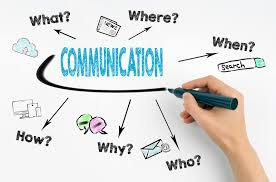 What?
Where?
When?
COMMUNICATION
Search
How?
Why?
Who?